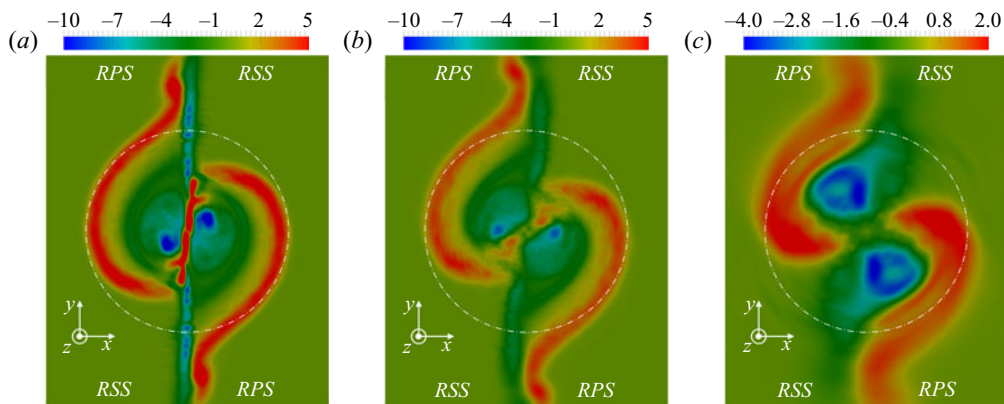 −10 −7 −4 −1 2 5
(a)
RPS RSS
y
z x
RSS RPS
−10 −7 −4 −1 2 5
(b)
RPS RSS
y
z x
RSS RPS
−4.0 −2.8 −1.6 −0.4 0.8 2.0
(c)
RPS RSS
y
z x
RSS RPS